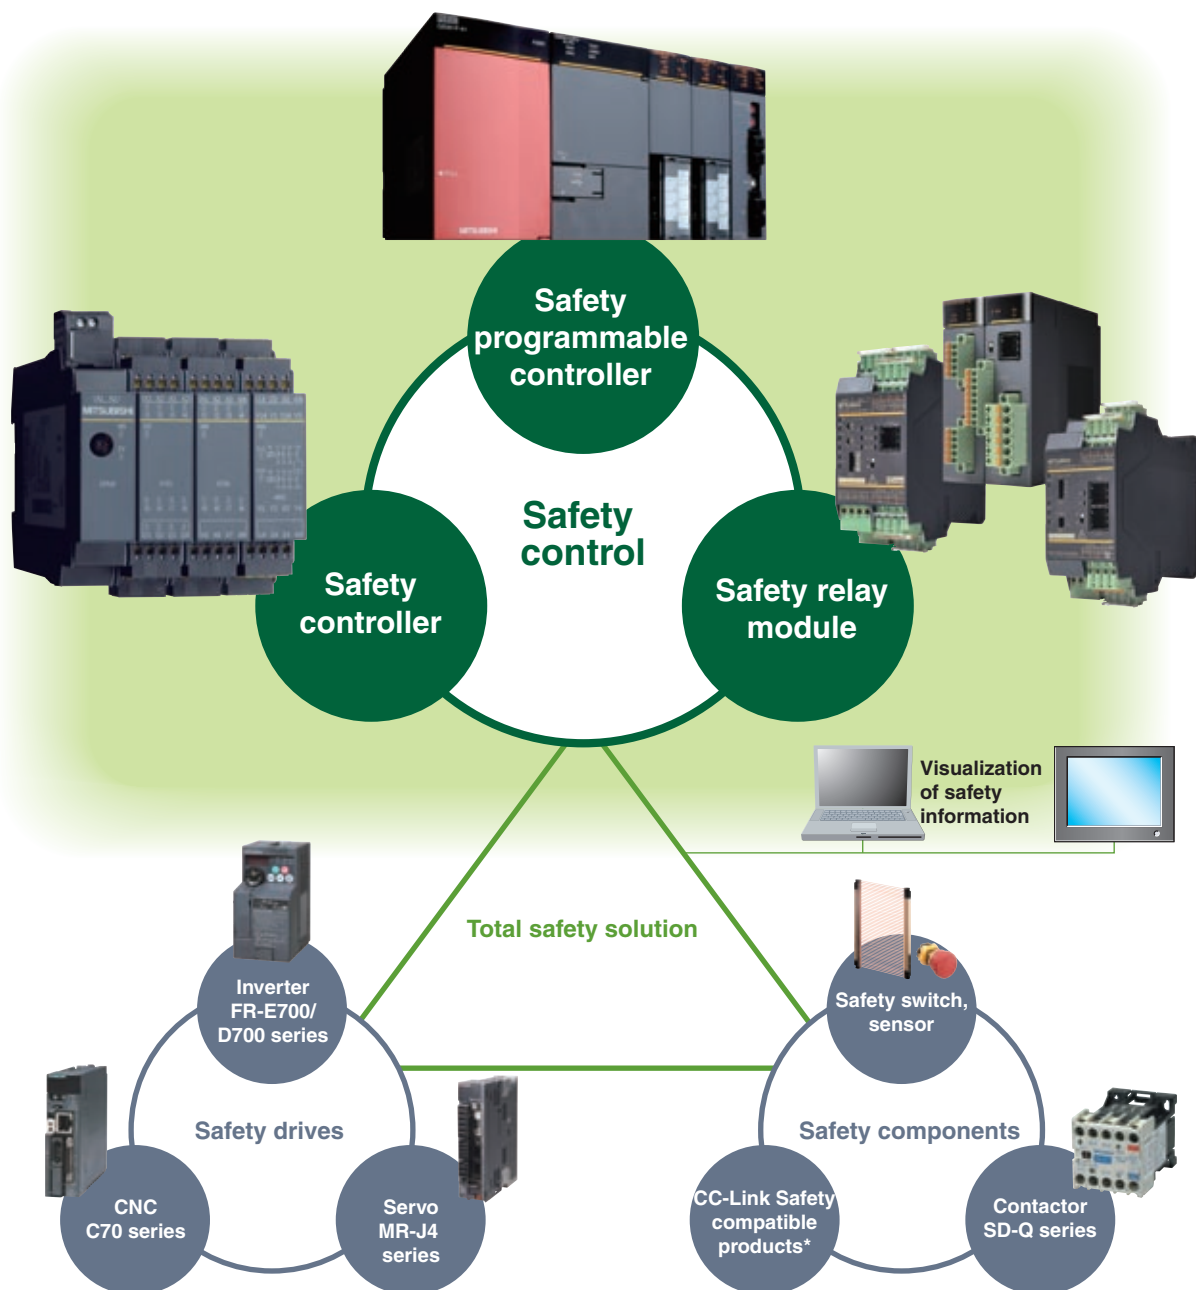 MITSUBISHI
Safety
programmable
controller
MITSUBISHI
Safety
control
Safety
controller
Safety relay
module
Visualization
of safety
information
Total safety solution
Inverter
FR-E700/
D700 series
Safety switch,
sensor
Safety drives
Safety components
CNC
C70 series
Servo
MR-J4
series
CC-Link Safety
compatible
products*
Contactor
SD-Q series